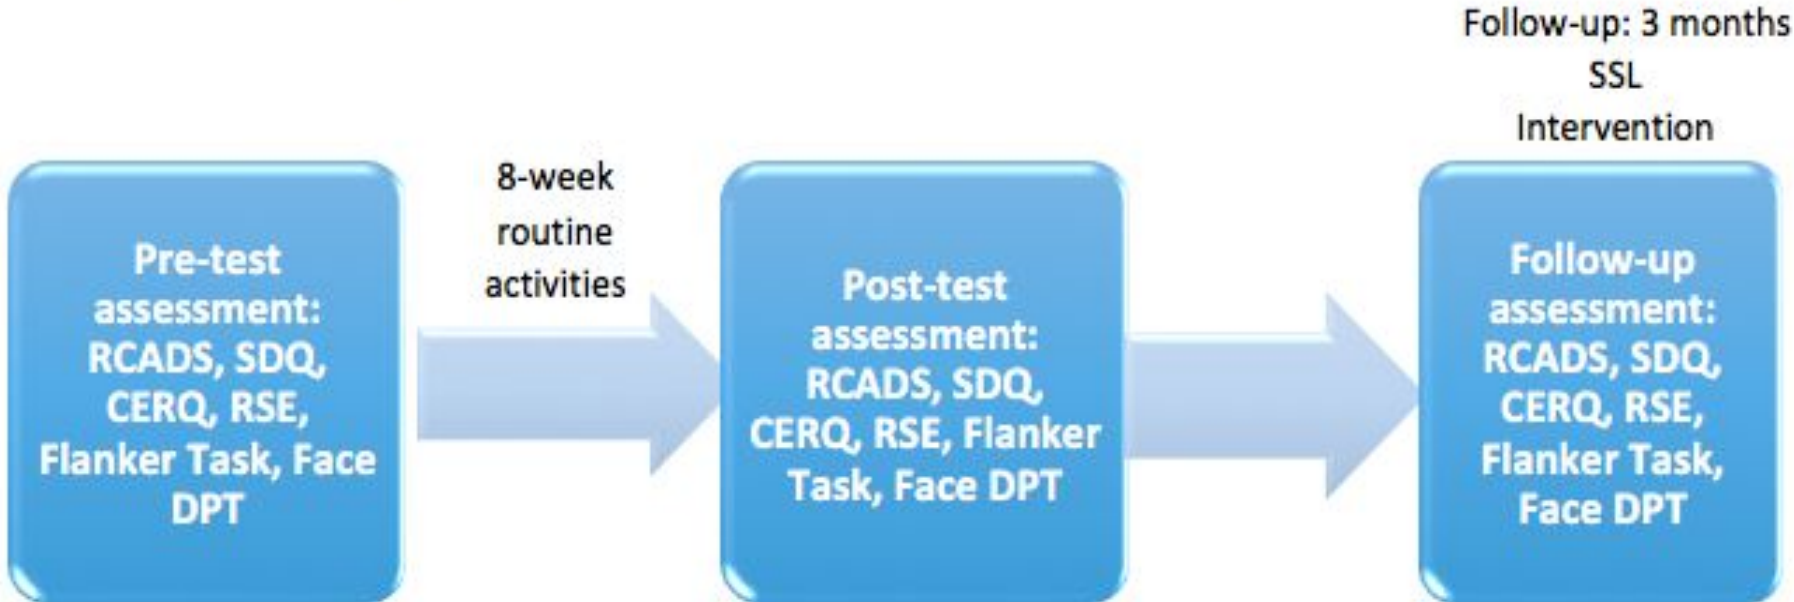 Follow-up: 3 months
SSL
Intervention
8-week
routine
activities
Pre-test
assessment:
RCADS, SDQ,
CERQ, RSE,
Flanker Task, Face
DPT
Post-test
assessment:
RCADS, SDQ,
CERQ, RSE, Flanker
Task, Face DPT
Follow-up
assessment:
RCADS, SDQ,
CERQ, RSE,
Flanker Task,
Face DPT